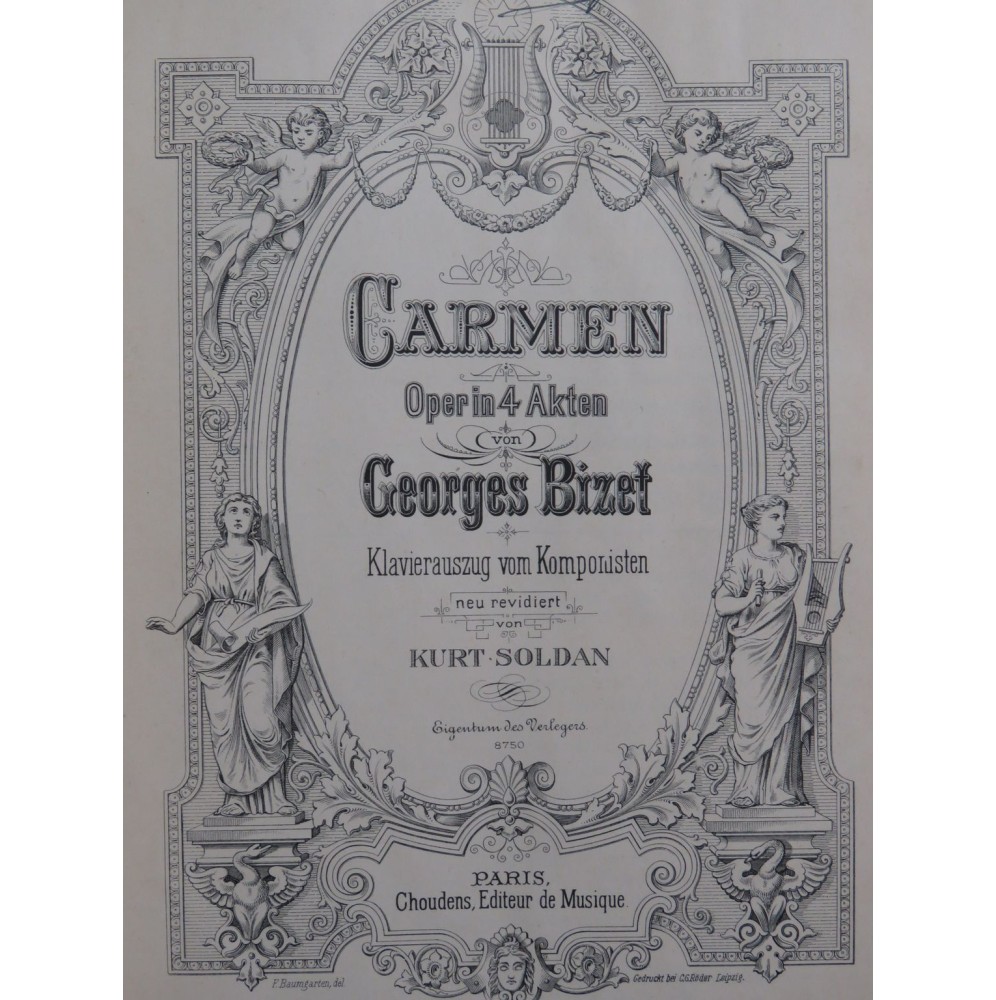 CARMEN
Oper in 4 Akten
von
Georges Bizet
Klavierauszug vom Komponisten
neu revidiert
von
KURT SOLDAN
Eigentum des Verlegers.
8750
PARIS,
Choudens, Editeur de Musique
F. Baumgarten, del.
Gedruckt bei C.G. Röder Leipzig.